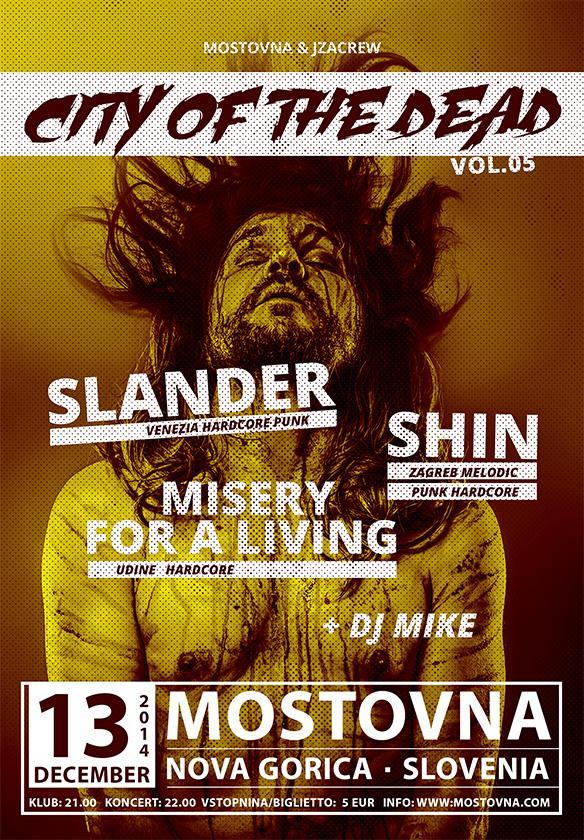 MOSTOVNA & JZACREW
CITY OF THE DEAD
VOL.05
SLANDER
VENEZIA HARDCORE PUNK
SHIN
ZAGREB MELODIC
PUNK HARDCORE
MISERY
FOR A LIVING
UDINE HARDCORE
+ DJ MIKE
13
2014
DECEMBER
MOSTOVNA
NOVA GORICA · SLOVENIA
KLUB: 21.00 KONCERT: 22.00 VSTOPNINA/BIGLIETTO: 5 EUR INFO: WWW.MOSTOVNA.COM